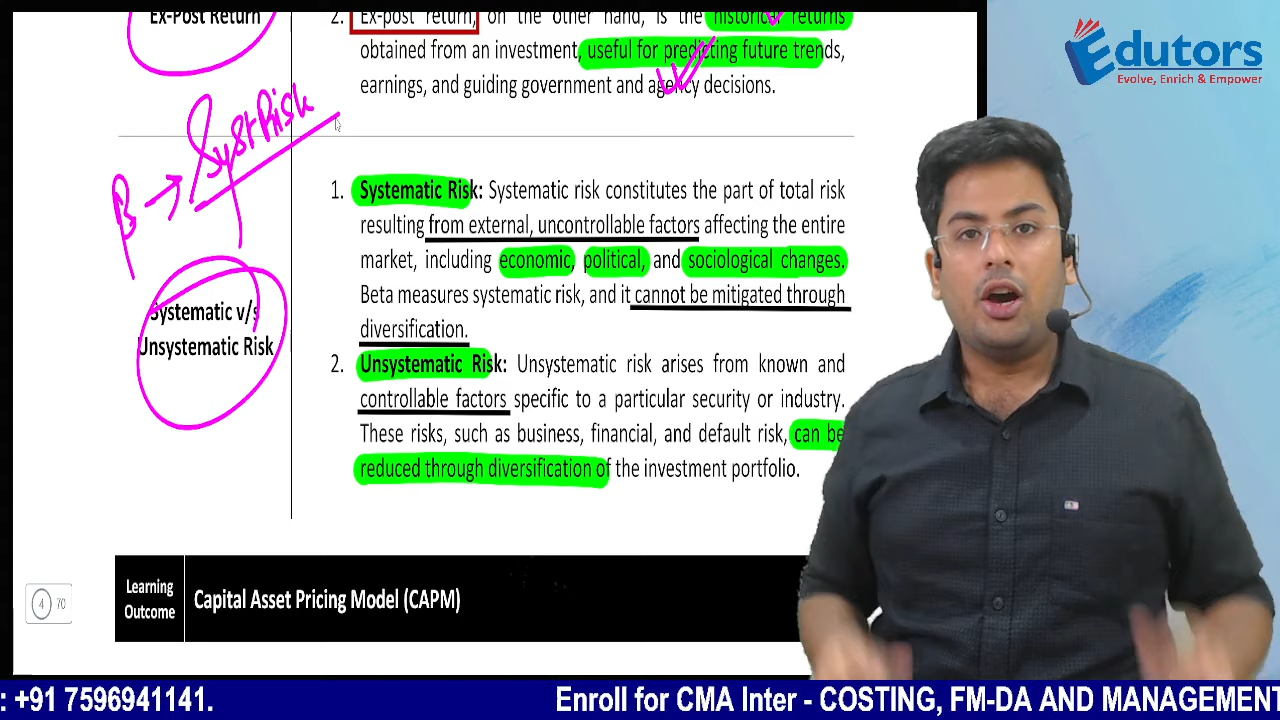 Ex-Post Return
2. Ex-post return, on the other hand, is the historical returns
obtained from an investment, useful for predicting future trends,
earnings, and guiding government and agency decisions.
Edutors
Evolve, Enrich & Empower
β → Syst Risk
Systematic v/s
Unsystematic Risk
1. Systematic Risk: Systematic risk constitutes the part of total risk
resulting from external, uncontrollable factors affecting the entire
market, including economic, political, and sociological changes.
Beta measures systematic risk, and it cannot be mitigated through
diversification.
2. Unsystematic Risk: Unsystematic risk arises from known and
controllable factors specific to a particular security or industry.
These risks, such as business, financial, and default risk, can be
reduced through diversification of the investment portfolio.
4 70
Learning
Outcome
Capital Asset Pricing Model (CAPM)
: +91 7596941141.
Enroll for CMA Inter - COSTING, FM-DA AND MANAGEMENT